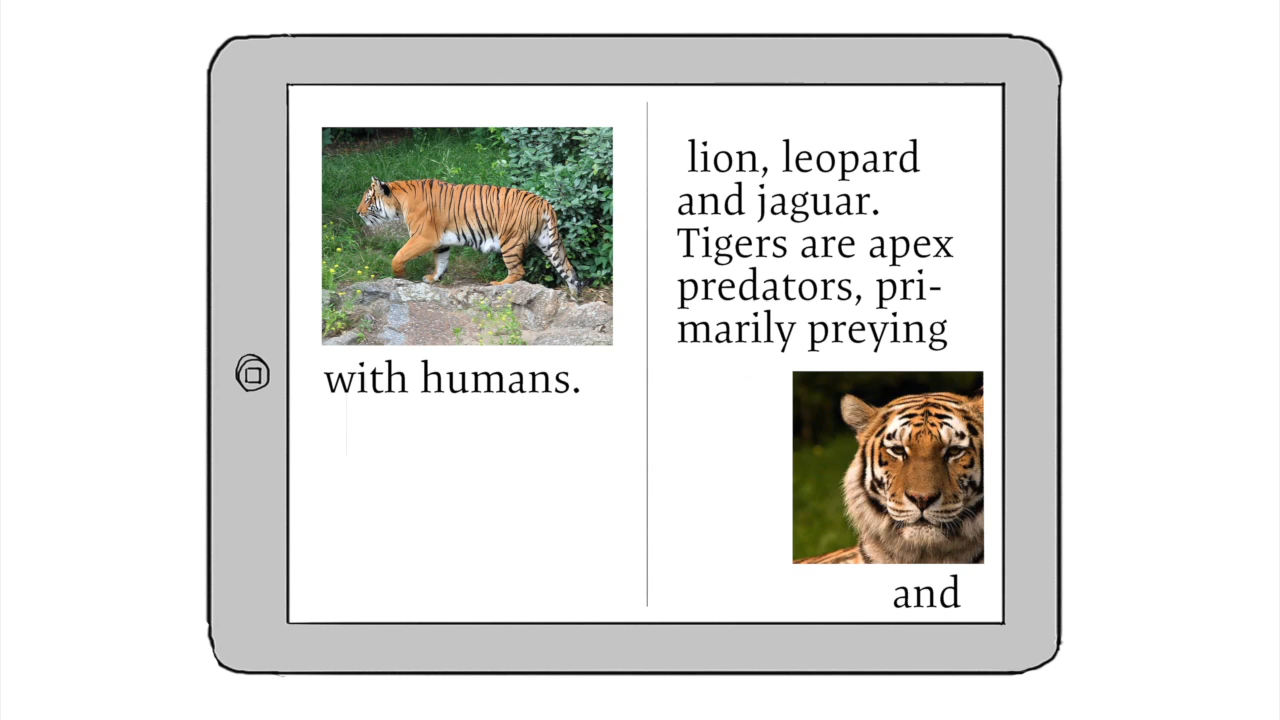 with humans.
lion, leopard
and jaguar.
Tigers are apex
predators, pri-
marily preying
and